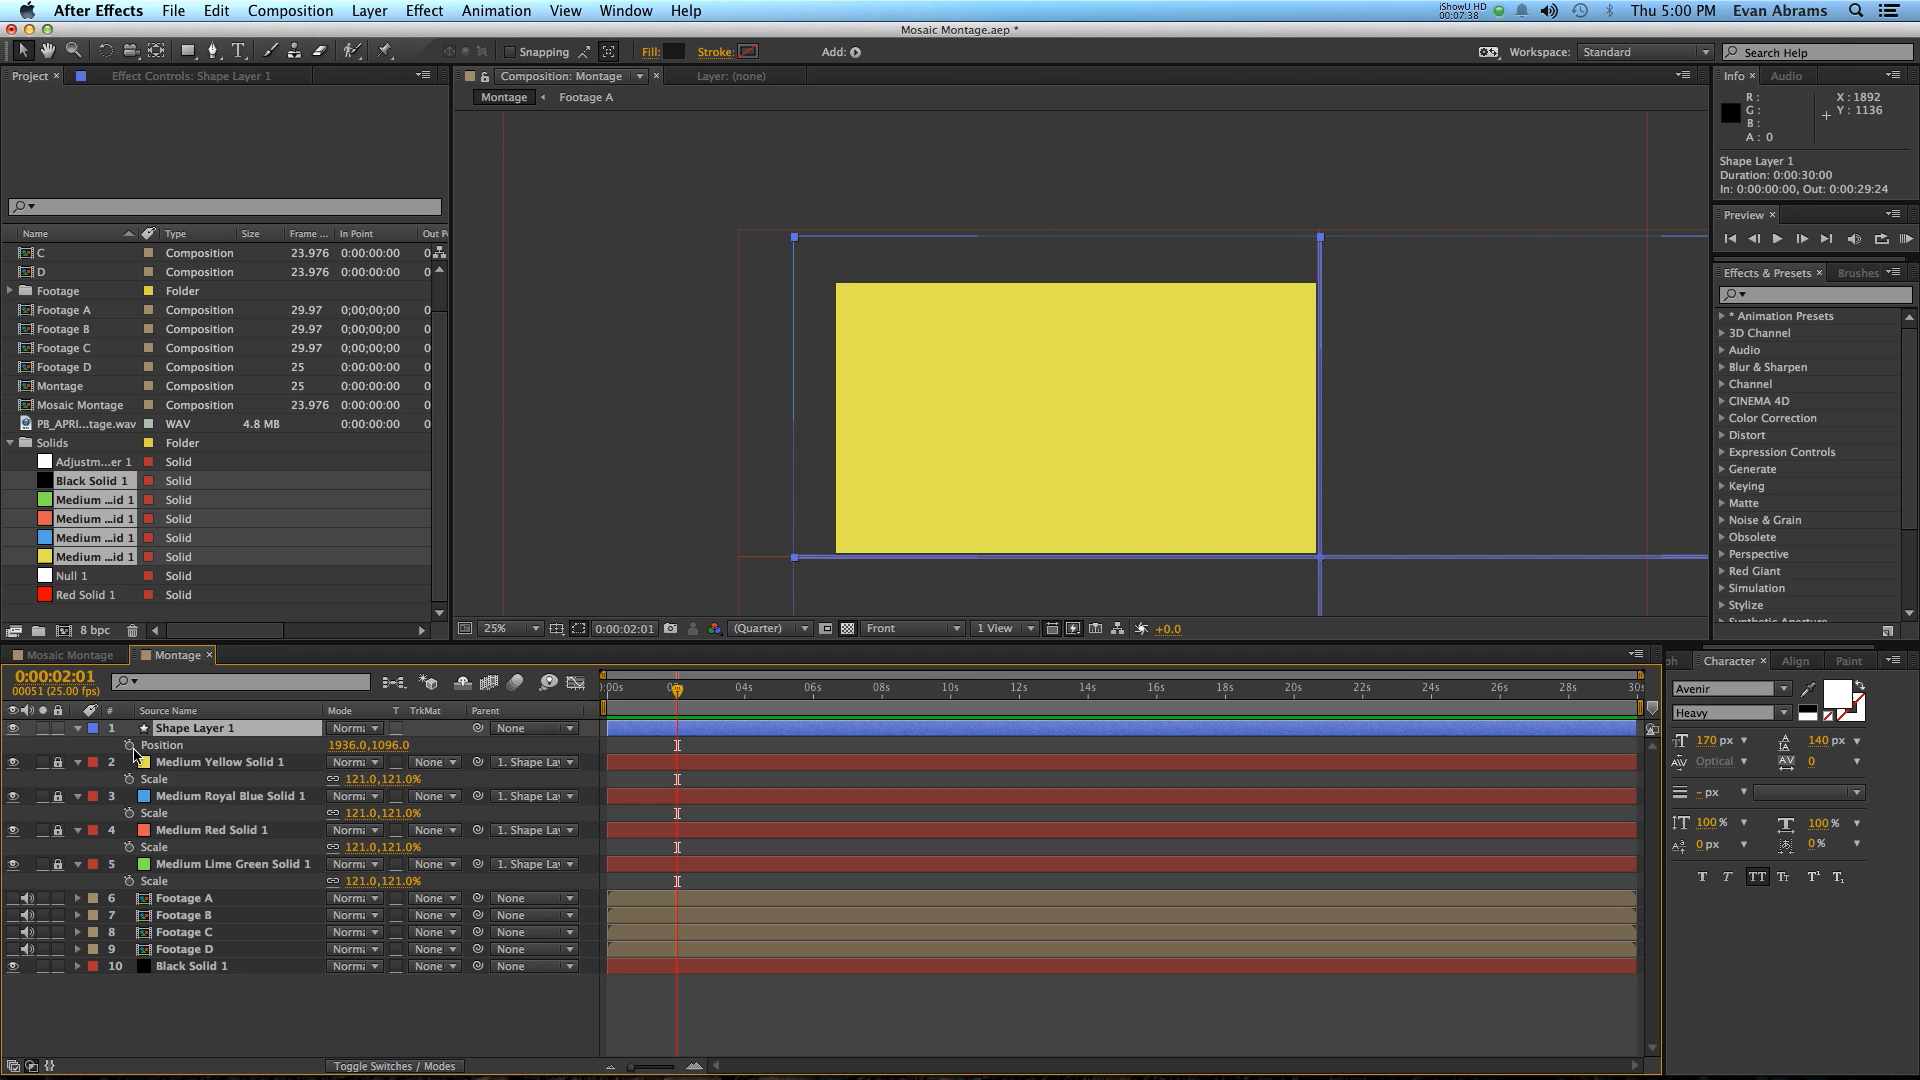 After Effects File Edit Composition Layer Effect Animation View Window Help iShowU HD 00:07:38 Thu 5:00 PM Evan Abrams
Mosaic Montage.aep *
Snapping Fill: Stroke: Add: Workspace: Standard Search Help
Project × Effect Controls: Shape Layer 1 Composition: Montage × Layer: (none) Info × Audio
Montage Footage A
R: X : 1892
G: Y : 1136
B:
A : 0
Shape Layer 1
Duration: 0:00:30:00
In: 0:00:00:00, Out: 0:00:29:24
Preview ×
Effects & Presets × Brushes
* Animation Presets
3D Channel
Audio
Blur & Sharpen
Channel
CINEMA 4D
Color Correction
Distort
Expression Controls
Generate
Keying
Matte
Noise & Grain
Obsolete
Perspective
Red Giant
Simulation
Stylize
Name Type Size Frame ... In Point Out P
C Composition 23.976 0:00:00:00 0
D Composition 23.976 0:00:00:00 0
Footage Folder
Footage A Composition 29.97 0;00;00;00 0
Footage B Composition 29.97 0;00;00;00 0
Footage C Composition 29.97 0;00;00;00 0
Footage D Composition 25 0:00:00:00 0
Montage Composition 25 0:00:00:00 0
Mosaic Montage Composition 23.976 0:00:00:00 0
PB_APRI...tage.wav WAV 4.8 MB 0:00:00:00 0
Solids Folder
Adjustm...er 1 Solid
Black Solid 1 Solid
Medium ...id 1 Solid
Medium ...id 1 Solid
Medium ...id 1 Solid
Medium ...id 1 Solid
Null 1 Solid
Red Solid 1 Solid
8 bpc
25% 0:00:02:01 (Quarter) Front 1 View +0.0
Mosaic Montage Montage ×
0:00:02:01
00051 (25.00 fps)
:00s 04s 06s 08s 10s 12s 14s 16s 18s 20s 22s 24s 26s 28s 30s
# Source Name Mode T TrkMat Parent
1 Shape Layer 1 Norma None
Position 1936.0,1096.0
2 Medium Yellow Solid 1 Norma None 1. Shape Lay
Scale 121.0,121.0%
3 Medium Royal Blue Solid 1 Norma None 1. Shape Lay
Scale 121.0,121.0%
4 Medium Red Solid 1 Norma None 1. Shape Lay
Scale 121.0,121.0%
5 Medium Lime Green Solid 1 Norma None 1. Shape Lay
Scale 121.0,121.0%
6 Footage A Norma None None
7 Footage B Norma None None
8 Footage C Norma None None
9 Footage D Norma None None
10 Black Solid 1 Norma None None
Toggle Switches / Modes
ph Character × Align Paint
Avenir
Heavy
170 px 140 px
Optical 0
- px
100% 100%
0 px 0%
T T TT Tт T¹ T₁